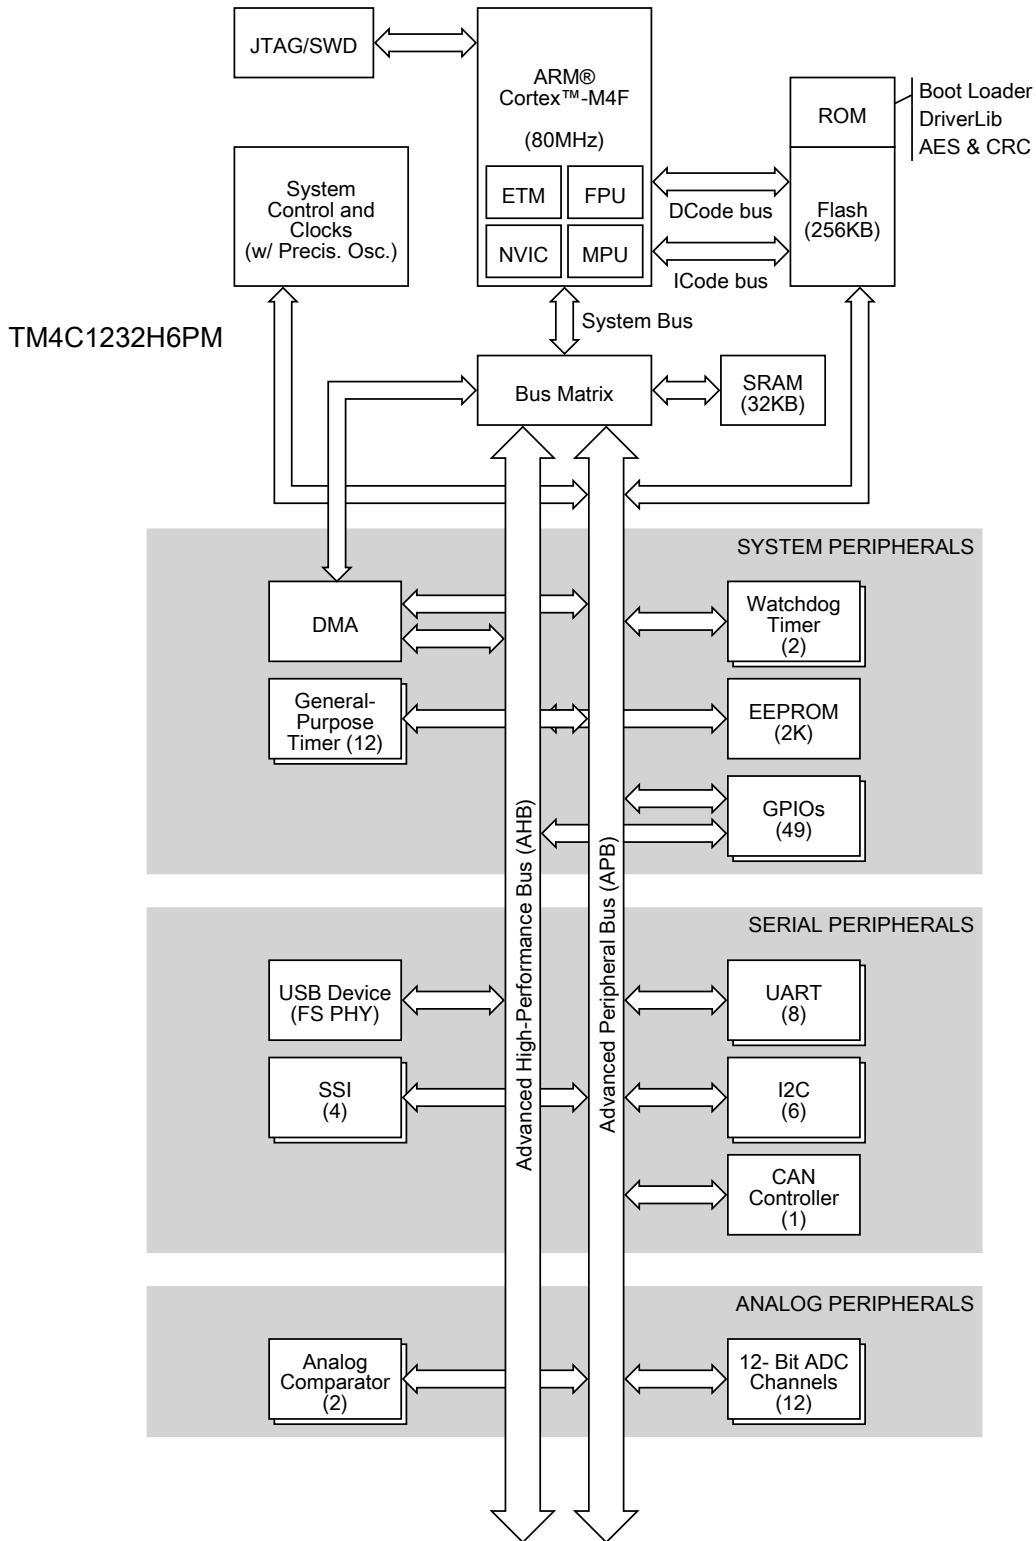 JTAG/SWD
ARM®
Cortex™-M4F
(80MHz)
ETM
FPU
NVIC
MPU
ROM
Flash
(256KB)
Boot Loader
DriverLib
AES & CRC
System
Control and
Clocks
(w/ Precis. Osc.)
DCode bus
ICode bus
System Bus
TM4C1232H6PM
Bus Matrix
SRAM
(32KB)
SYSTEM PERIPHERALS
DMA
Watchdog
Timer
(2)
General-
Purpose
Timer (12)
EEPROM
(2K)
GPIOs
(49)
Advanced High-Performance Bus (AHB)
Advanced Peripheral Bus (APB)
SERIAL PERIPHERALS
USB Device
(FS PHY)
UART
(8)
SSI
(4)
I2C
(6)
CAN
Controller
(1)
ANALOG PERIPHERALS
Analog
Comparator
(2)
12- Bit ADC
Channels
(12)